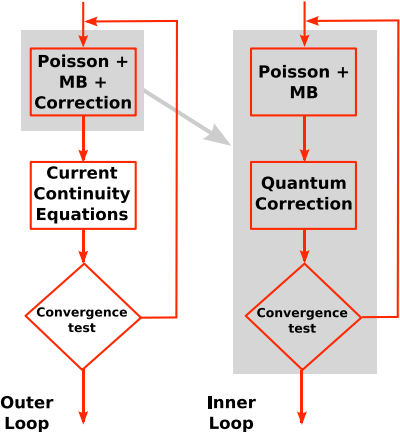 Poisson +
MB +
Correction
Current
Continuity
Equations
Convergence
test
Outer
Loop
Poisson +
MB
Quantum
Correction
Convergence
test
Inner
Loop